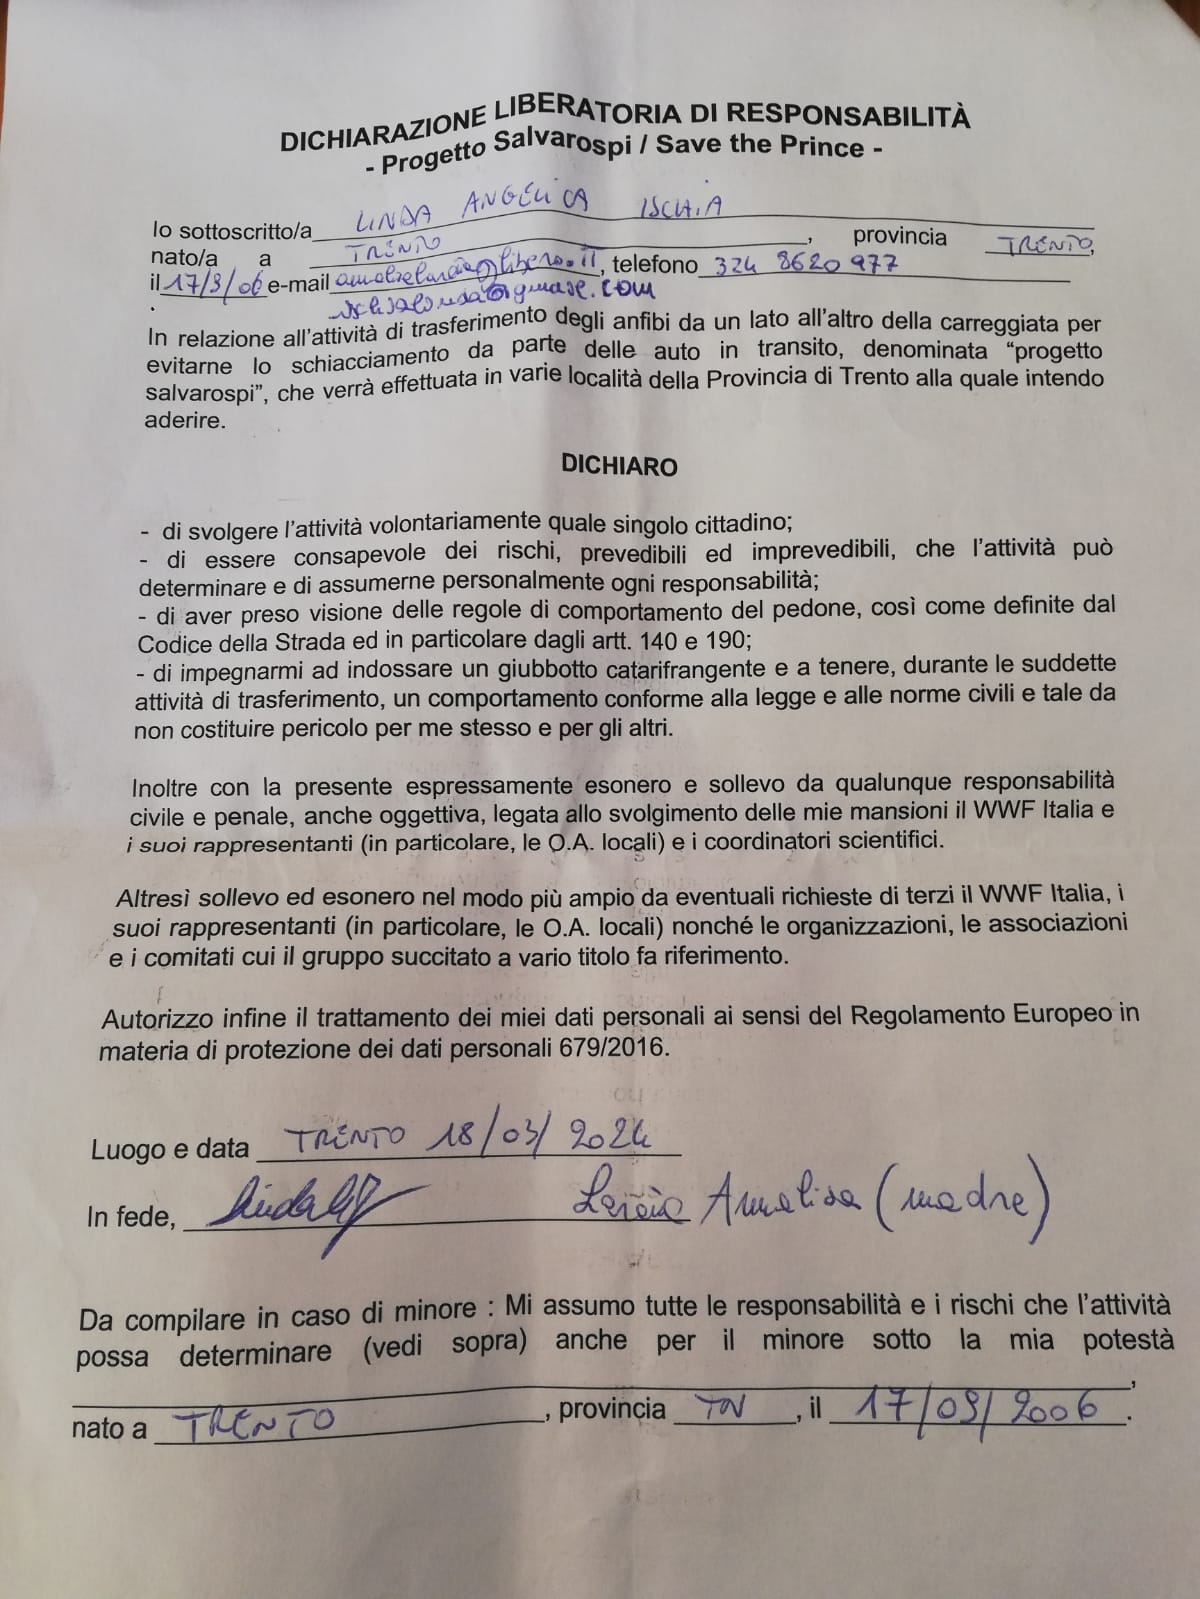 DICHIARAZIONE LIBERATORIA DI RESPONSABILITÀ
- Progetto Salvarospi / Save the Prince -
Io sottoscritto/a LINDA ANGELICA ISCHIA
nato/a a TRENTO, provincia TRENTO,
il 17/9/06 e-mail @libero.it, telefono 324 8620977
.com
.
In relazione all'attività di trasferimento degli anfibi da un lato all'altro della carreggiata per
evitarne lo schiacciamento da parte delle auto in transito, denominata “progetto
salvarospi”, che verrà effettuata in varie località della Provincia di Trento alla quale intendo
aderire.
DICHIARO
- di svolgere l'attività volontariamente quale singolo cittadino;
- di essere consapevole dei rischi, prevedibili ed imprevedibili, che l'attività può
determinare e di assumerne personalmente ogni responsabilità;
- di aver preso visione delle regole di comportamento del pedone, così come definite dal
Codice della Strada ed in particolare dagli artt. 140 e 190;
- di impegnarmi ad indossare un giubbotto catarifrangente e a tenere, durante le suddette
attività di trasferimento, un comportamento conforme alla legge e alle norme civili e tale da
non costituire pericolo per me stesso e per gli altri.
Inoltre con la presente espressamente esonero e sollevo da qualunque responsabilità
civile e penale, anche oggettiva, legata allo svolgimento delle mie mansioni il WWF Italia e
i suoi rappresentanti (in particolare, le O.A. locali) e i coordinatori scientifici.
Altresì sollevo ed esonero nel modo più ampio da eventuali richieste di terzi il WWF Italia, i
suoi rappresentanti (in particolare, le O.A. locali) nonché le organizzazioni, le associazioni
e i comitati cui il gruppo succitato a vario titolo fa riferimento.
Autorizzo infine il trattamento dei miei dati personali ai sensi del Regolamento Europeo in
materia di protezione dei dati personali 679/2016.
Luogo e data TRENTO 18/03/2024
In fede, Annalisa (madre)
Da compilare in caso di minore : Mi assumo tutte le responsabilità e i rischi che l'attività
possa determinare (vedi sopra) anche per il minore sotto la mia potestà
,
nato a TRENTO, provincia TN, il 17/09/2006.